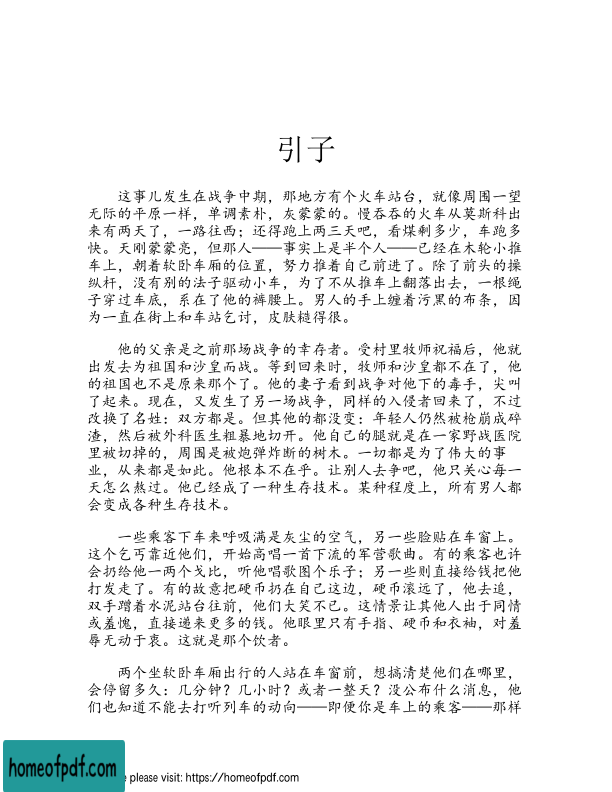 引子
这事儿发生在战争中期，那地方有个火车站台，就像周围一望
无际的平原一样，单调素朴，灰蒙蒙的。慢吞吞的火车从莫斯科出
来有两天了，一路往西；还得跑上两三天吧，看煤剩多少，车跑多
快。天刚蒙蒙亮，但那人——事实上是半个人——已经在木轮小推
车上，朝着软卧车厢的位置，努力推着自己前进了。除了前头的操
纵杆，没有别的法子驱动小车，为了不从推车上翻落出去，一根绳
子穿过车底，系在了他的裤腰上。男人的手上缠着污黑的布条，因
为一直在街上和车站乞讨，皮肤糙得很。
他的父亲是之前那场战争的幸存者。受村里牧师祝福后，他就
出发去为祖国和沙皇而战。等到回来时，牧师和沙皇都不在了，他
的祖国也不是原来那个了。他的妻子看到战争对他下的毒手，尖叫
了起来。现在，又发生了另一场战争，同样的入侵者回来了，不过
改换了名姓：双方都是。但其他的都没变：年轻人仍然被枪崩成碎
渣，然后被外科医生粗暴地切开。他自己的腿就是在一家野战医院
里被切掉的，周围是被炮弹炸断的树木。一切都是为了伟大的事
业，从来都是如此。他根本不在乎。让别人去争吧，他只关心每一
天怎么熬过。他已经成了一种生存技术。某种程度上，所有男人都
会变成各种生存技术。
一些乘客下车来呼吸满是灰尘的空气，另一些脸贴在车窗上。
这个乞丐靠近他们，开始高唱一首下流的军营歌曲。有的乘客也许
会扔给他一两个戈比，听他唱歌图个乐子；另一些则直接给钱把他
打发走了。有的故意把硬币扔在自己这边，硬币滚远了，他去追，
双手蹭着水泥站台往前，他们大笑不已。这情景让其他人出于同情
或羞愧，直接递来更多的钱。他眼里只有手指、硬币和衣袖，对羞
辱无动于衷。这就是那个饮者。
两个坐软卧车厢出行的人站在车窗前，想搞清楚他们在哪里，
会停留多久：几分钟？几小时？或者一整天？没公布什么消息，他
们也知道不能去打听列车的动向——即便你是车上的乘客——那样
homeofpdf.com
e please visit: https://homeofpdf.com